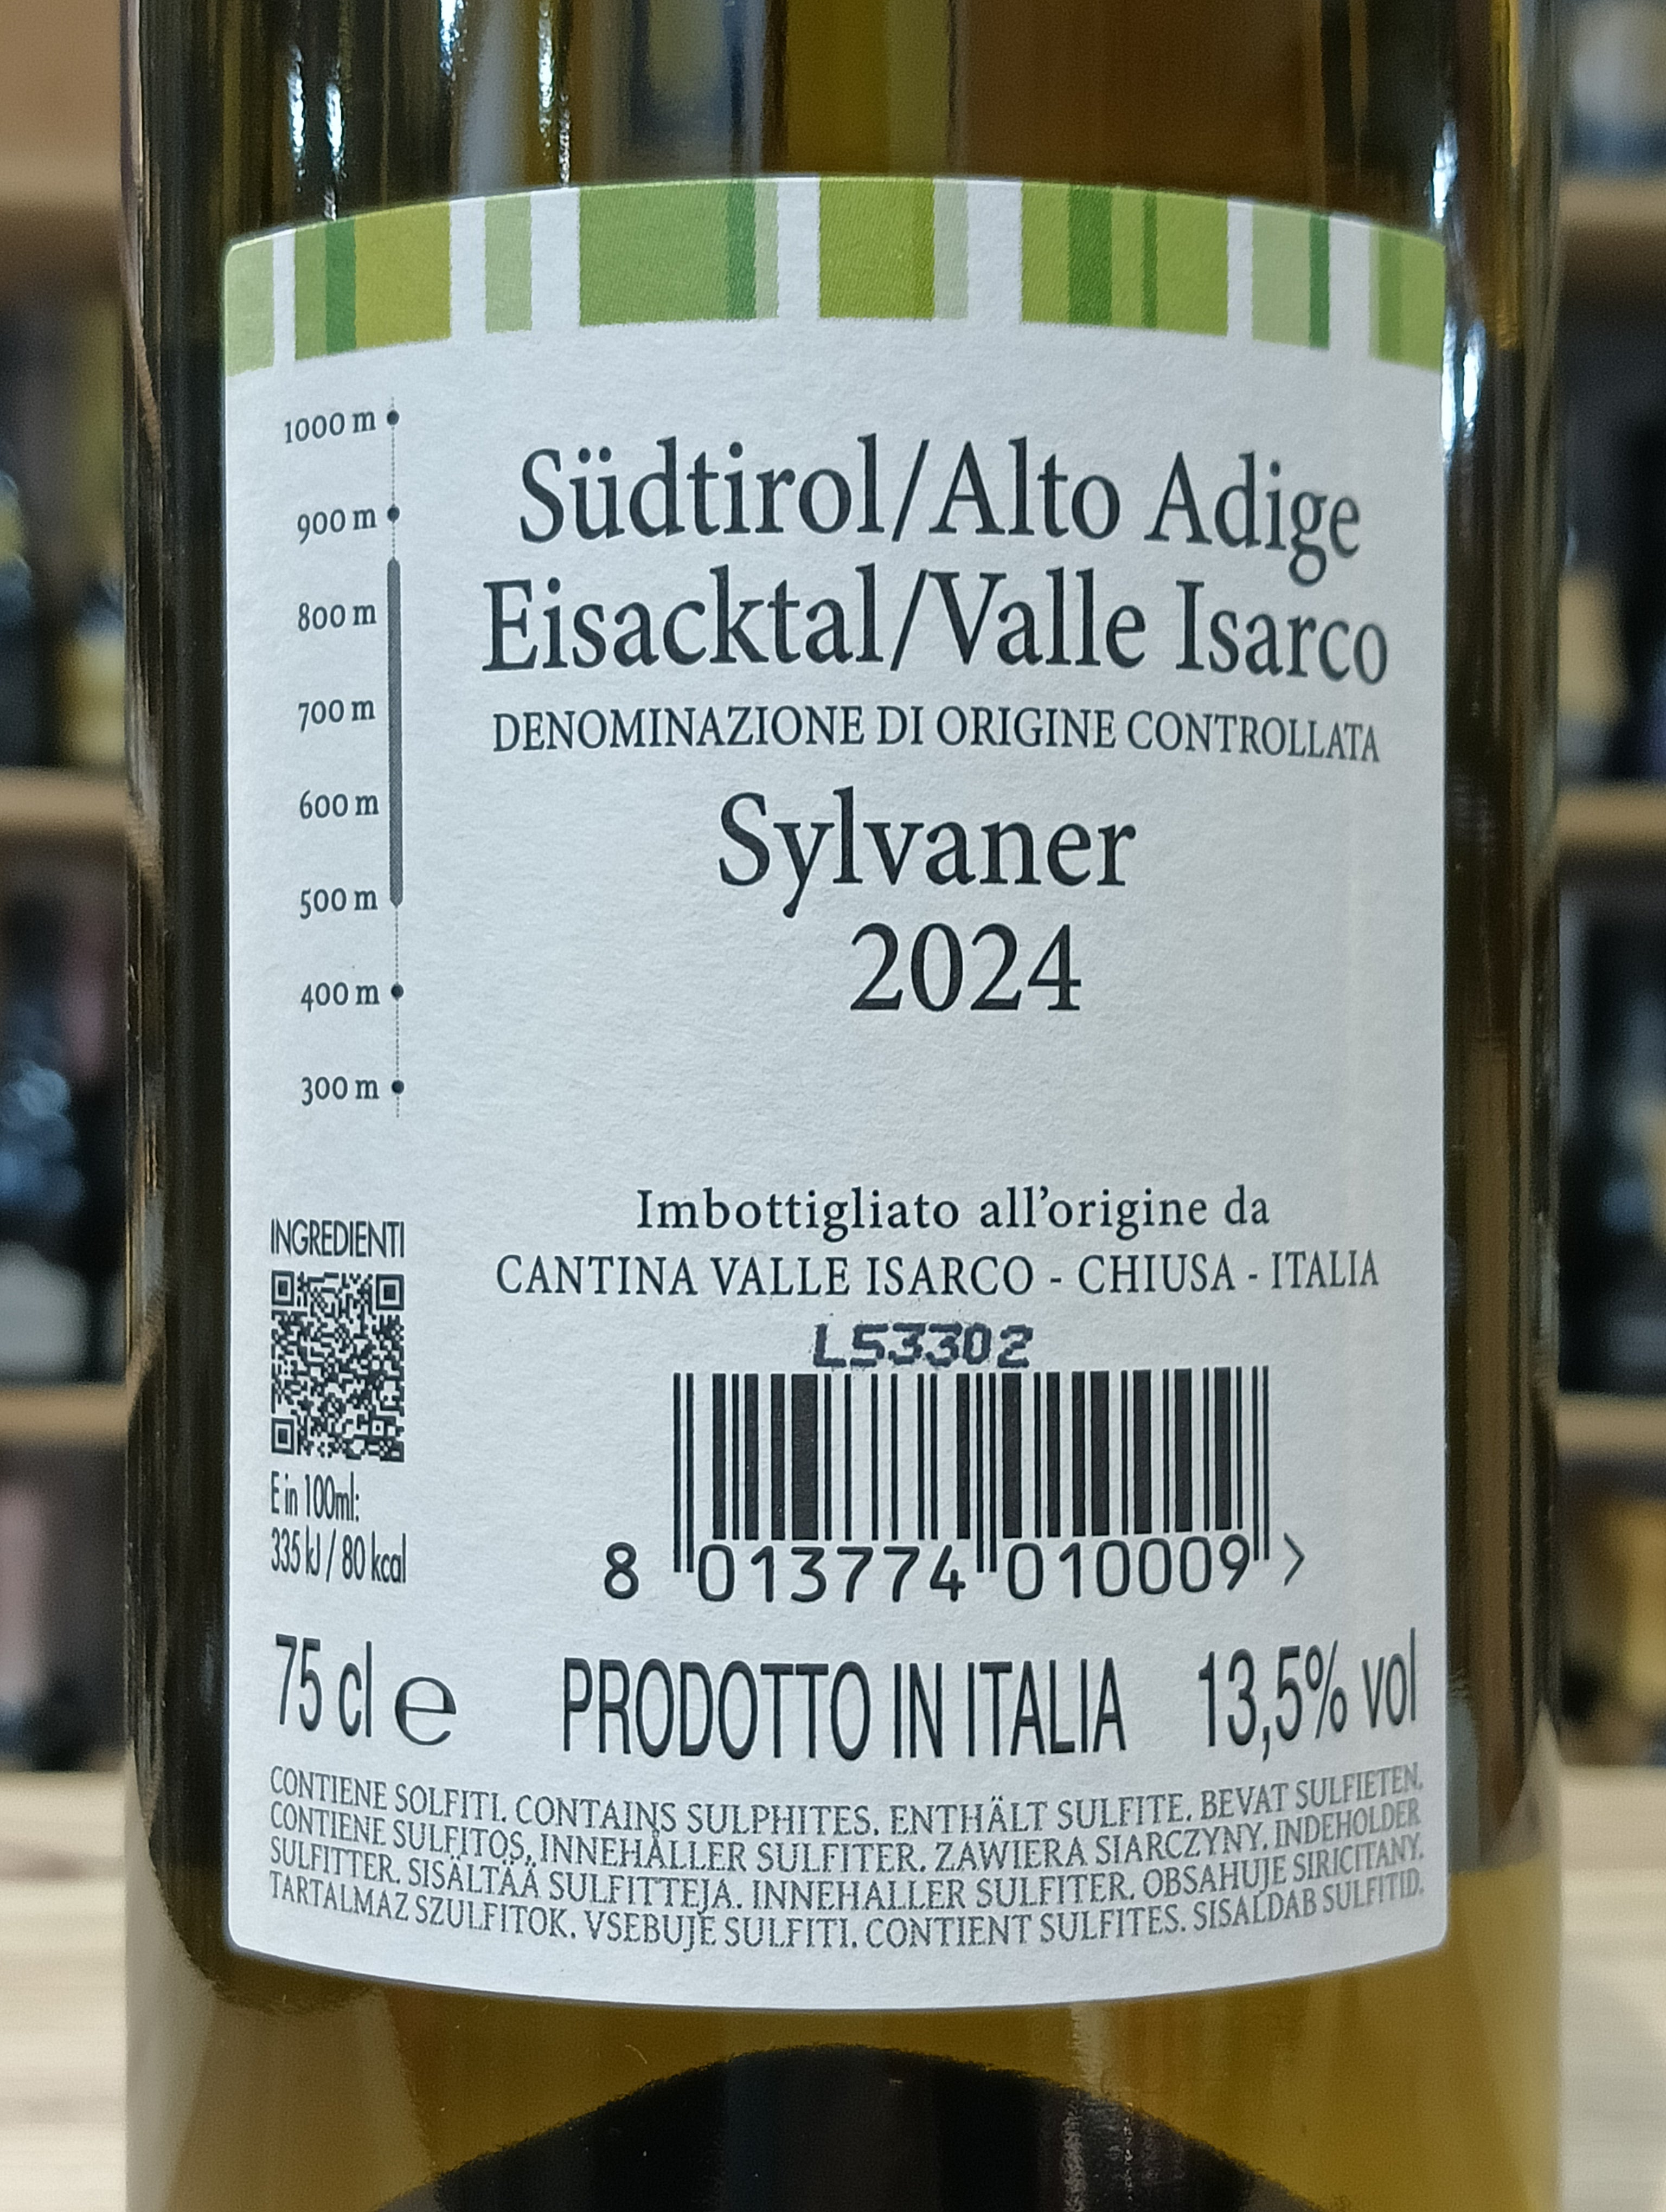 1000 m
900 m
800 m
700 m
600 m
500 m
400 m
300 m
Südtirol/Alto Adige
Eisacktal/Valle Isarco
DENOMINAZIONE DI ORIGINE CONTROLLATA
Sylvaner
2024
Imbottigliato all'origine da
CANTINA VALLE ISARCO - CHIUSA - ITALIA
L53302
INGREDIENTI
E in 100ml:
335 kJ / 80 kcal
8 013774 010009 >
75 cl e PRODOTTO IN ITALIA 13,5% vol
CONTIENE SOLFITI. CONTAINS SULPHITES. ENTHÄLT SULFITE. BEVAT SULFIETEN.
CONTIENE SULFITOS. INNEHÅLLER SULFITER. ZAWIERA SIARCZYNY. INDEHOLDER
SULFITTER. SISÄLTÄÄ SULFITTEJA. INNEHALLER SULFITER. OBSAHUJE SIRICITANY.
TARTALMAZ SZULFITOK. VSEBUJE SULFITI. CONTIENT SULFITES. SISALDAB SULFITID.